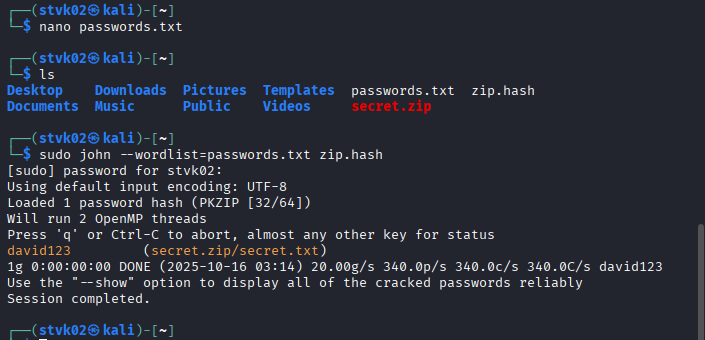 ┌──(stvk02㉿kali)-[~]
└─$ nano passwords.txt
┌──(stvk02㉿kali)-[~]
└─$ ls
Desktop    Downloads  Pictures  Templates  passwords.txt  zip.hash
Documents  Music      Public    Videos     secret.zip
┌──(stvk02㉿kali)-[~]
└─$ sudo john --wordlist=passwords.txt zip.hash
[sudo] password for stvk02:
Using default input encoding: UTF-8
Loaded 1 password hash (PKZIP [32/64])
Will run 2 OpenMP threads
Press 'q' or Ctrl-C to abort, almost any other key for status
david123         (secret.zip/secret.txt)
1g 0:00:00:00 DONE (2025-10-16 03:14) 20.00g/s 340.0p/s 340.0c/s 340.0C/s david123
Use the "--show" option to display all of the cracked passwords reliably
Session completed.
┌──(stvk02㉿kali)-[~]